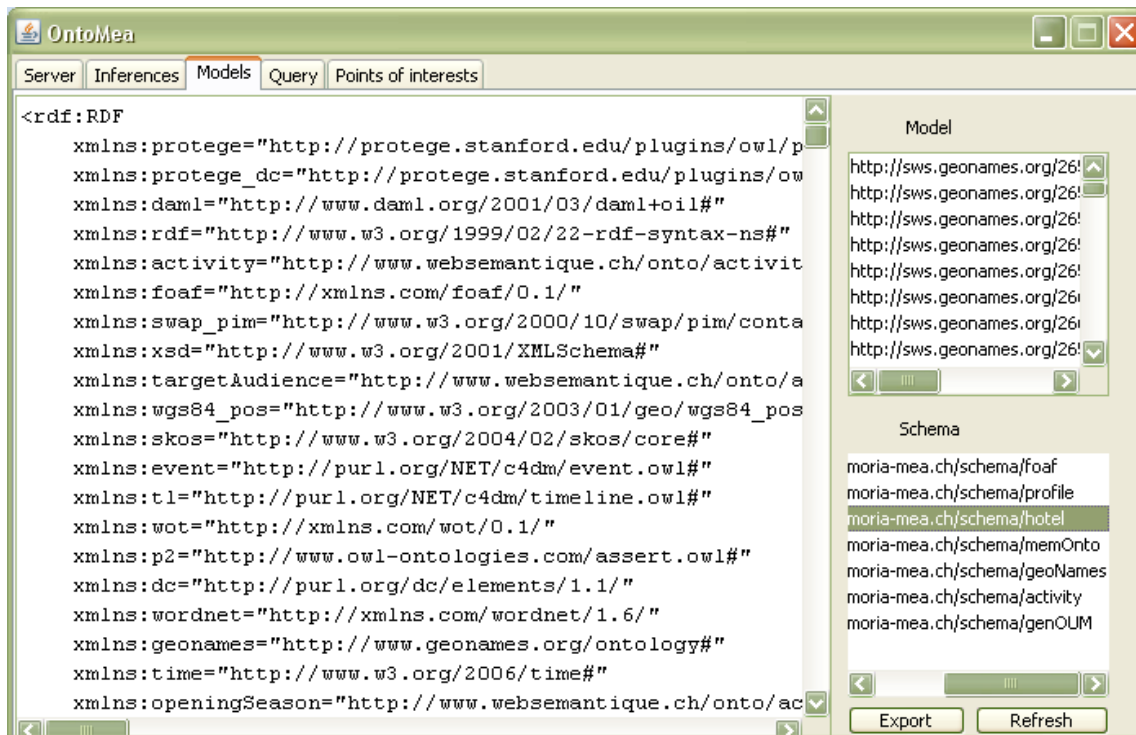 OntoMea
Server Inferences Models Query Points of interests
<rdf:RDF
xmlns:protege="http://protege.stanford.edu/plugins/owl/p
xmlns:protege_dc="http://protege.stanford.edu/plugins/ow
xmlns:daml="http://www.daml.org/2001/03/daml+oil#"
xmlns:rdf="http://www.w3.org/1999/02/22-rdf-syntax-ns#"
xmlns:activity="http://www.websemantique.ch/onto/activit
xmlns:foaf="http://xmlns.com/foaf/0.1/"
xmlns:swap_pim="http://www.w3.org/2000/10/swap/pim/conta
xmlns:xsd="http://www.w3.org/2001/XMLSchema#"
xmlns:targetAudience="http://www.websemantique.ch/onto/a
xmlns:wgs84_pos="http://www.w3.org/2003/01/geo/wgs84_pos
xmlns:skos="http://www.w3.org/2004/02/skos/core#"
xmlns:event="http://purl.org/NET/c4dm/event.owl#"
xmlns:tl="http://purl.org/NET/c4dm/timeline.owl#"
xmlns:wot="http://xmlns.com/wot/0.1/"
xmlns:p2="http://www.owl-ontologies.com/assert.owl#"
xmlns:dc="http://purl.org/dc/elements/1.1/"
xmlns:wordnet="http://xmlns.com/wordnet/1.6/"
xmlns:geonames="http://www.geonames.org/ontology#"
xmlns:time="http://www.w3.org/2006/time#"
xmlns:openingSeason="http://www.websemantique.ch/onto/ac
Model
http://sws.geonames.org/265
http://sws.geonames.org/265
http://sws.geonames.org/265
http://sws.geonames.org/265
http://sws.geonames.org/265
http://sws.geonames.org/266
http://sws.geonames.org/266
http://sws.geonames.org/265
Schema
moria-mea.ch/schema/foaf
moria-mea.ch/schema/profile
moria-mea.ch/schema/hotel
moria-mea.ch/schema/memOnto
moria-mea.ch/schema/geoNames
moria-mea.ch/schema/activity
moria-mea.ch/schema/genOUM
Export Refresh